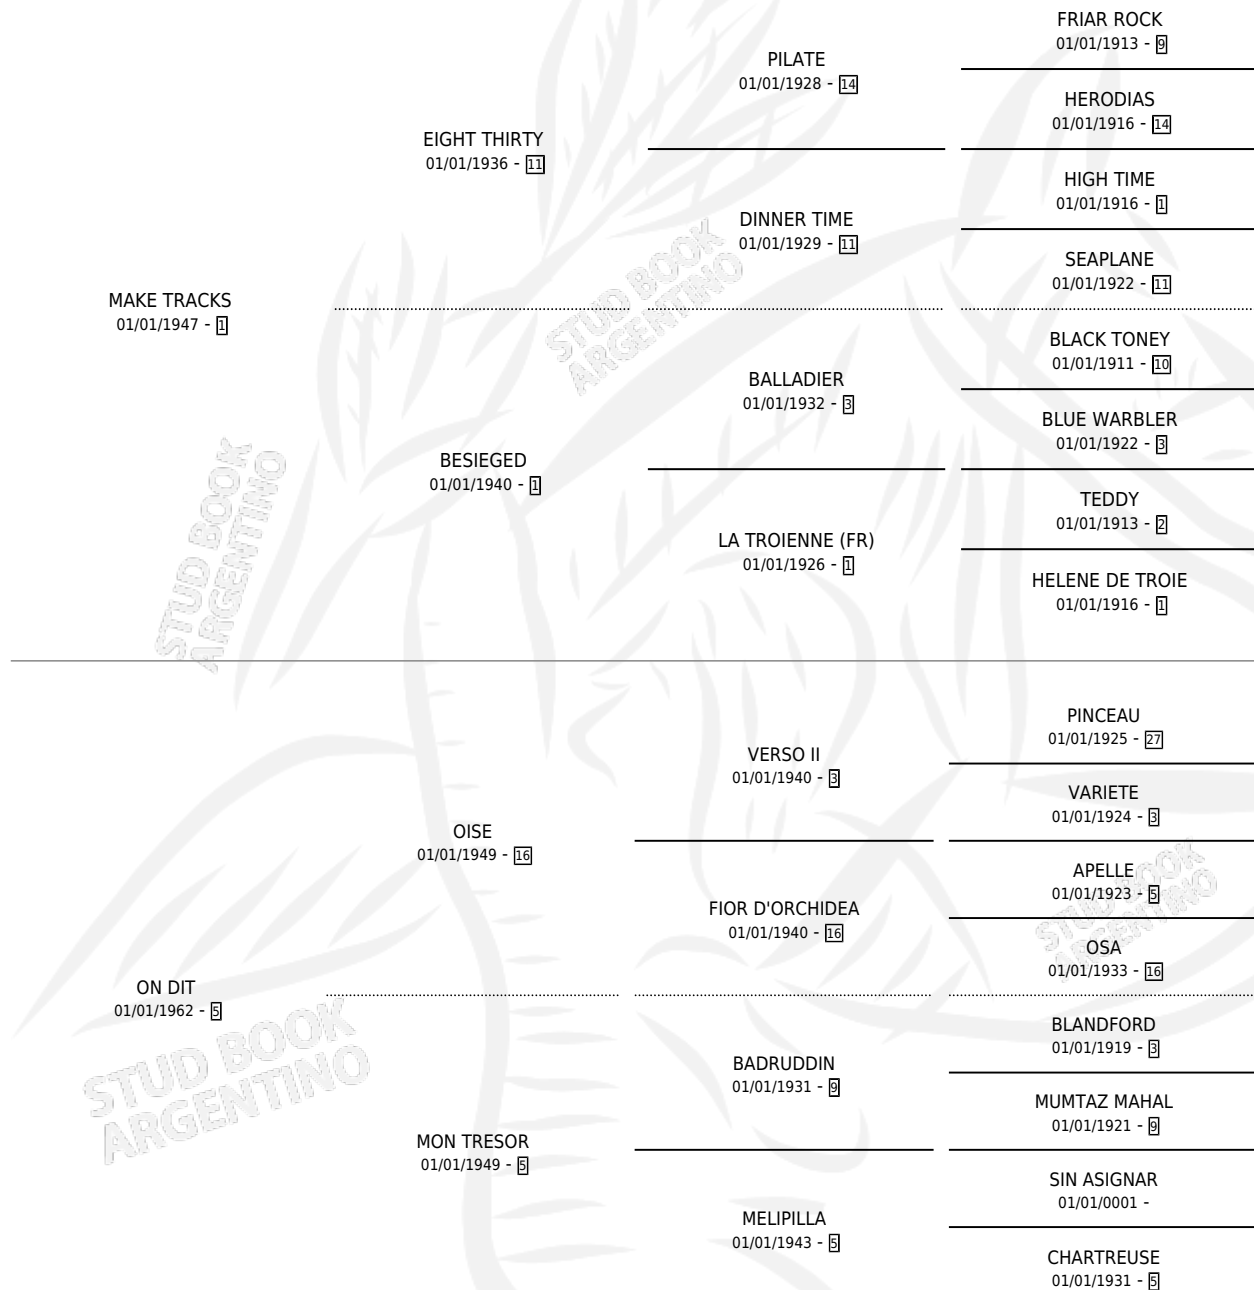 FRIAR ROCK
01/01/1913 - 9
PILATE
01/01/1928 - 14
HERODIAS
01/01/1916 - 14
EIGHT THIRTY
01/01/1936 - 11
HIGH TIME
01/01/1916 - 1
DINNER TIME
01/01/1929 - 11
SEAPLANE
01/01/1922 - 11
MAKE TRACKS
01/01/1947 - 1
BLACK TONEY
01/01/1911 - 10
BALLADIER
01/01/1932 - 3
BLUE WARBLER
01/01/1922 - 3
BESIEGED
01/01/1940 - 1
TEDDY
01/01/1913 - 2
LA TROIENNE (FR)
01/01/1926 - 1
HELENE DE TROIE
01/01/1916 - 1
PINCEAU
01/01/1925 - 27
VERSO II
01/01/1940 - 3
VARIETE
01/01/1924 - 3
OISE
01/01/1949 - 16
APELLE
01/01/1923 - 5
FIOR D'ORCHIDEA
01/01/1940 - 16
OSA
01/01/1933 - 16
ON DIT
01/01/1962 - 5
BLANDFORD
01/01/1919 - 3
BADRUDDIN
01/01/1931 - 9
MUMTAZ MAHAL
01/01/1921 - 9
MON TRESOR
01/01/1949 - 5
SIN ASIGNAR
01/01/0001 -
MELIPILLA
01/01/1943 - 5
CHARTREUSE
01/01/1931 - 5
STUD BOOK
ARGENTINO
STUD BOOK
ARGENTINO
STUD BOOK
ARGENTINO
STUD BOOK
ARGENTINO